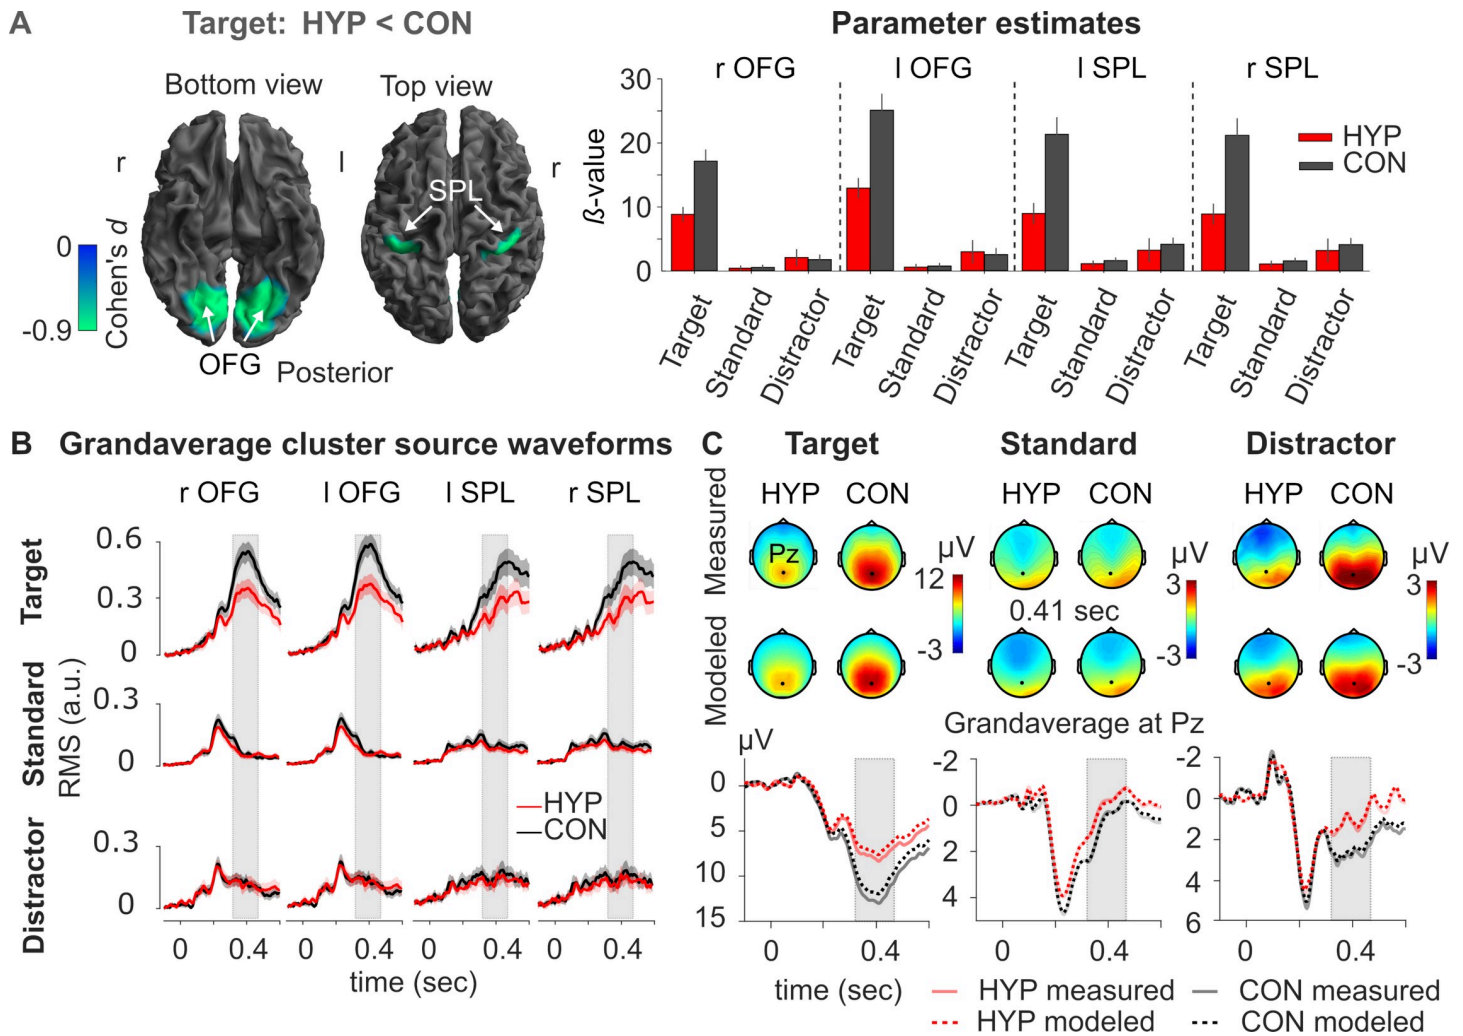 A
Target: HYP < CON
Bottom view
Top view
r
l
r
SPL
0
-0.9
Cohen's d
OFG
Posterior
Parameter estimates
r OFG
l OFG
l SPL
r SPL
30
20
10
0
ß-value
HYP
CON
Target
Standard
Distractor
Target
Standard
Distractor
Target
Standard
Distractor
Target
Standard
Distractor
B
Grandaverage cluster source waveforms
r OFG
l OFG
l SPL
r SPL
Target
0.6
0.3
0
Standard
0.3
0
RMS (a.u.)
HYP
CON
Distractor
0.3
0
0
0.4
0
0.4
0
0.4
0
0.4
time (sec)
C
Target
Standard
Distractor
HYP
CON
HYP
CON
HYP
CON
Measured
Pz
µV
12
-3
µV
3
-3
µV
3
-3
0.41 sec
Modeled
Grandaverage at Pz
µV
0
5
10
15
-2
0
2
4
-2
0
2
4
6
0
0.4
0
0.4
0
0.4
time (sec)
HYP measured
CON measured
HYP modeled
CON modeled